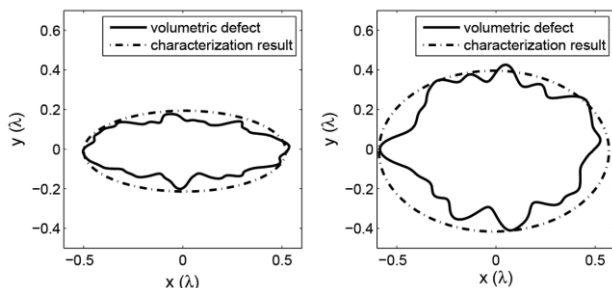 volumetric defect
characterization result
0.6
0.4
0.2
0
−0.2
−0.4
y (λ)
−0.5 0 0.5
x (λ)
volumetric defect
characterization result
0.6
0.4
0.2
0
−0.2
−0.4
y (λ)
−0.5 0 0.5
x (λ)